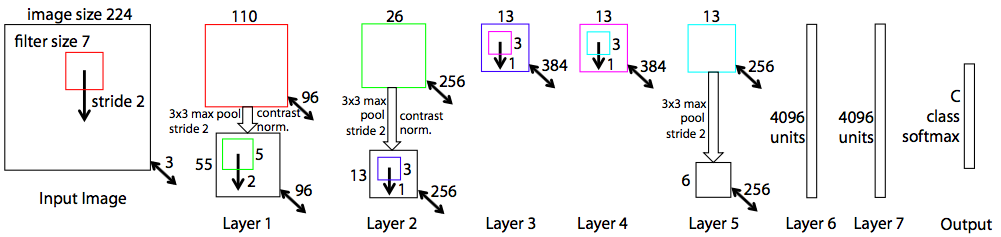 image size 224
filter size 7
stride 2
3
Input Image
110
96
3x3 max pool
stride 2
contrast
norm.
55
5
2
96
Layer 1
26
256
3x3 max
pool
stride 2
contrast
norm.
13
3
1
256
Layer 2
13
3
1
384
Layer 3
13
3
1
384
Layer 4
13
256
3x3 max
pool
stride 2
6
256
Layer 5
4096
units
Layer 6
4096
units
Layer 7
C
class
softmax
Output